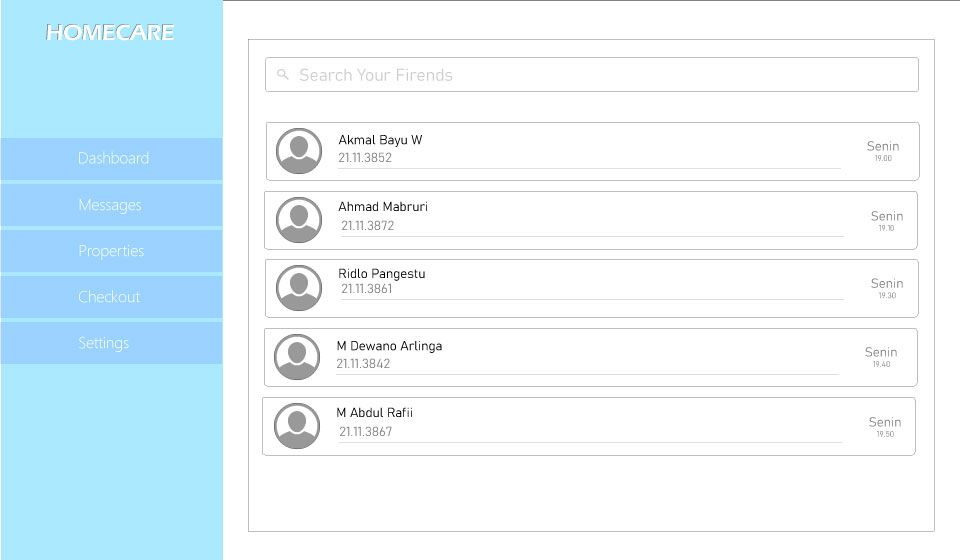 HOMECARE
Dashboard
Messages
Properties
Checkout
Settings
Search Your Firends
Akmal Bayu W
21.11.3852
Senin
19.00
Ahmad Mabruri
21.11.3872
Senin
19.10
Ridlo Pangestu
21.11.3861
Senin
19.30
M Dewano Arlinga
21.11.3842
Senin
19.40
M Abdul Rafii
21.11.3867
Senin
19.50